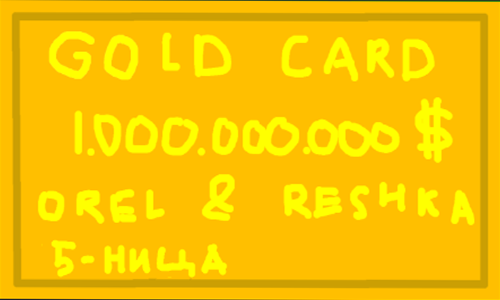 GOLD CARD
1.000.000.000 $
OREL & RESHKA
5-НИЦА